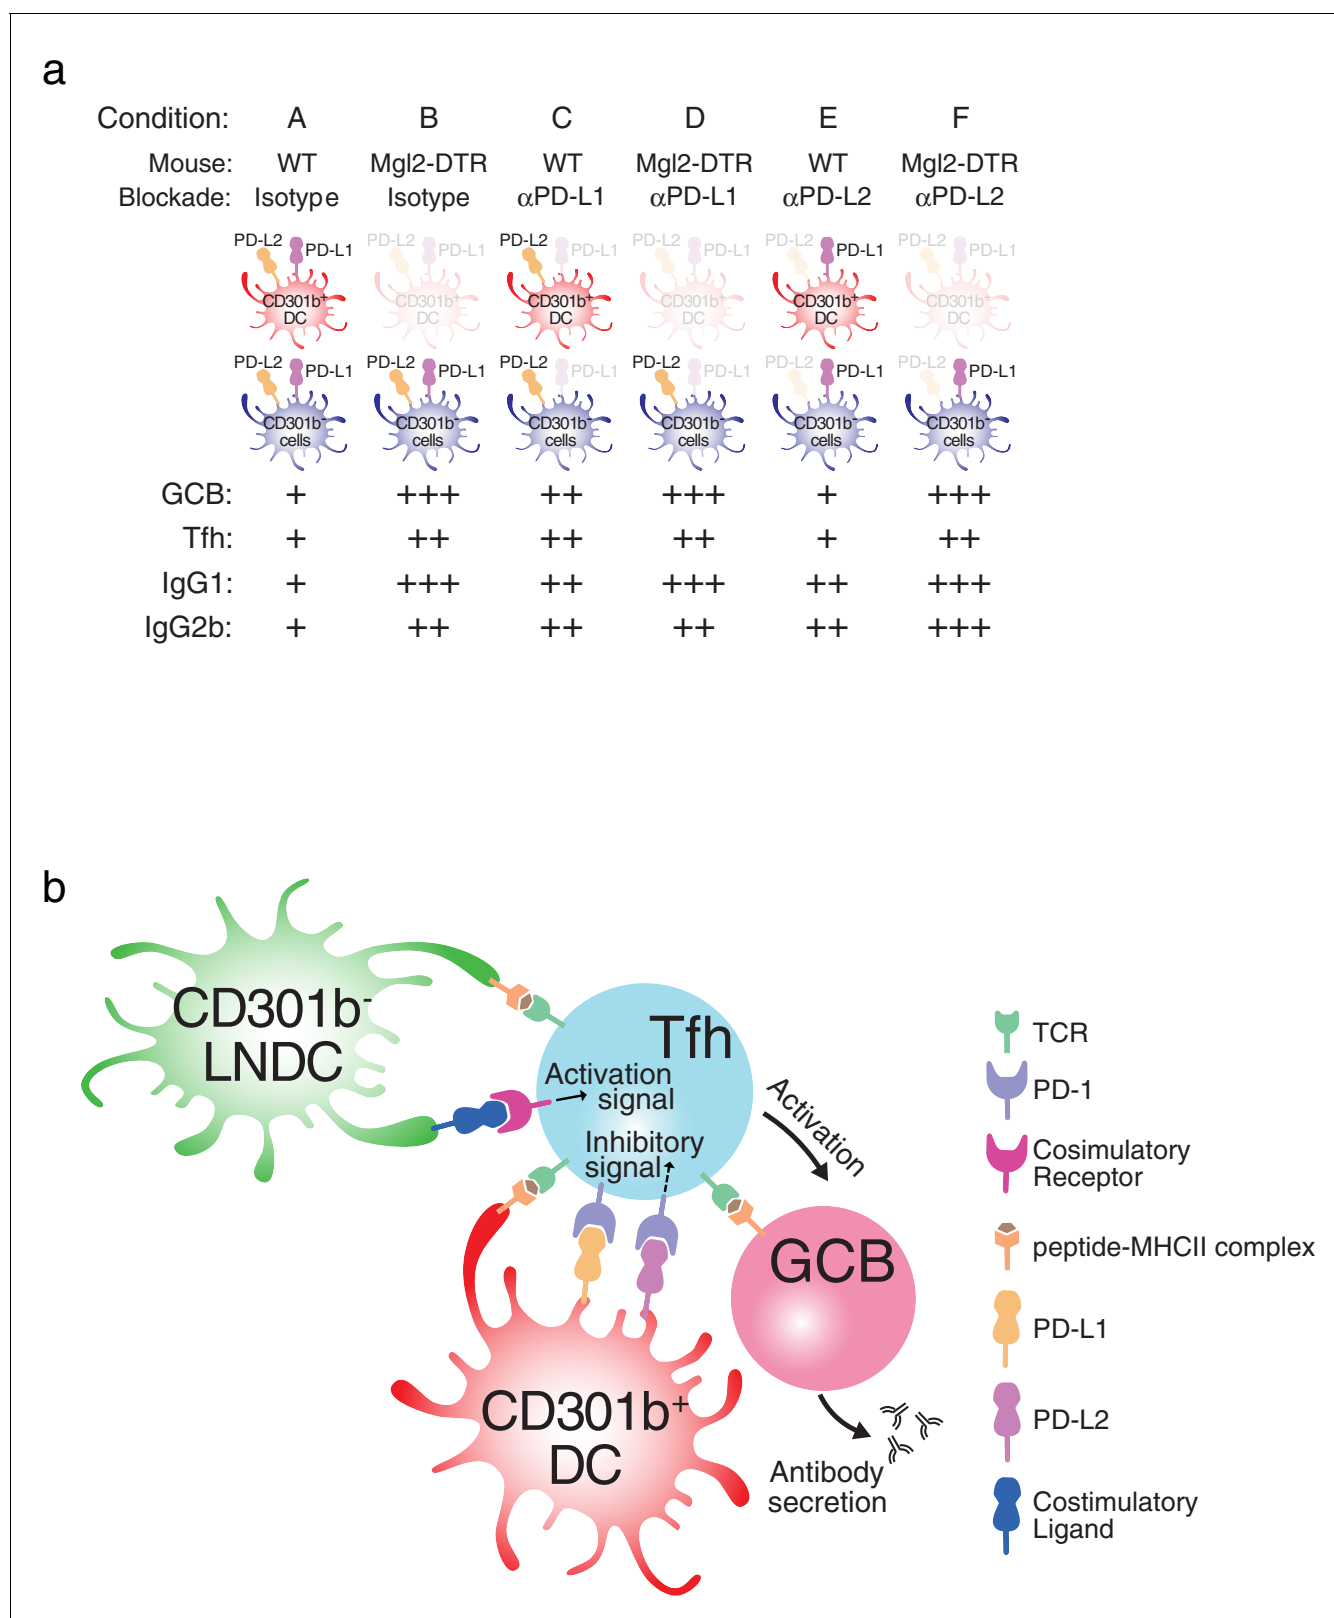 a
Condition: A B C D E F
Mouse: WT Mgl2-DTR WT Mgl2-DTR WT Mgl2-DTR
Blockade: Isotype Isotype αPD-L1 αPD-L1 αPD-L2 αPD-L2
PD-L2 PD-L1 PD-L2 PD-L1 PD-L2 PD-L1 PD-L2 PD-L1 PD-L2 PD-L1 PD-L2 PD-L1
CD301b+ CD301b+ CD301b+ CD301b+ CD301b+ CD301b+
DC DC DC DC DC DC
PD-L2 PD-L1 PD-L2 PD-L1 PD-L2 PD-L1 PD-L2 PD-L1 PD-L2 PD-L1 PD-L2 PD-L1
CD301b- CD301b- CD301b- CD301b- CD301b- CD301b-
cells cells cells cells cells cells
GCB: + +++ ++ +++ + +++
Tfh: + ++ ++ ++ + ++
IgG1: + +++ ++ +++ ++ +++
IgG2b: + ++ ++ ++ ++ +++
b
CD301b-
LNDC
Tfh
Activation
signal
Inhibitory
signal
Activation
GCB
CD301b+
DC
Antibody
secretion
TCR
PD-1
Cosimulatory
Receptor
peptide-MHCII complex
PD-L1
PD-L2
Costimulatory
Ligand